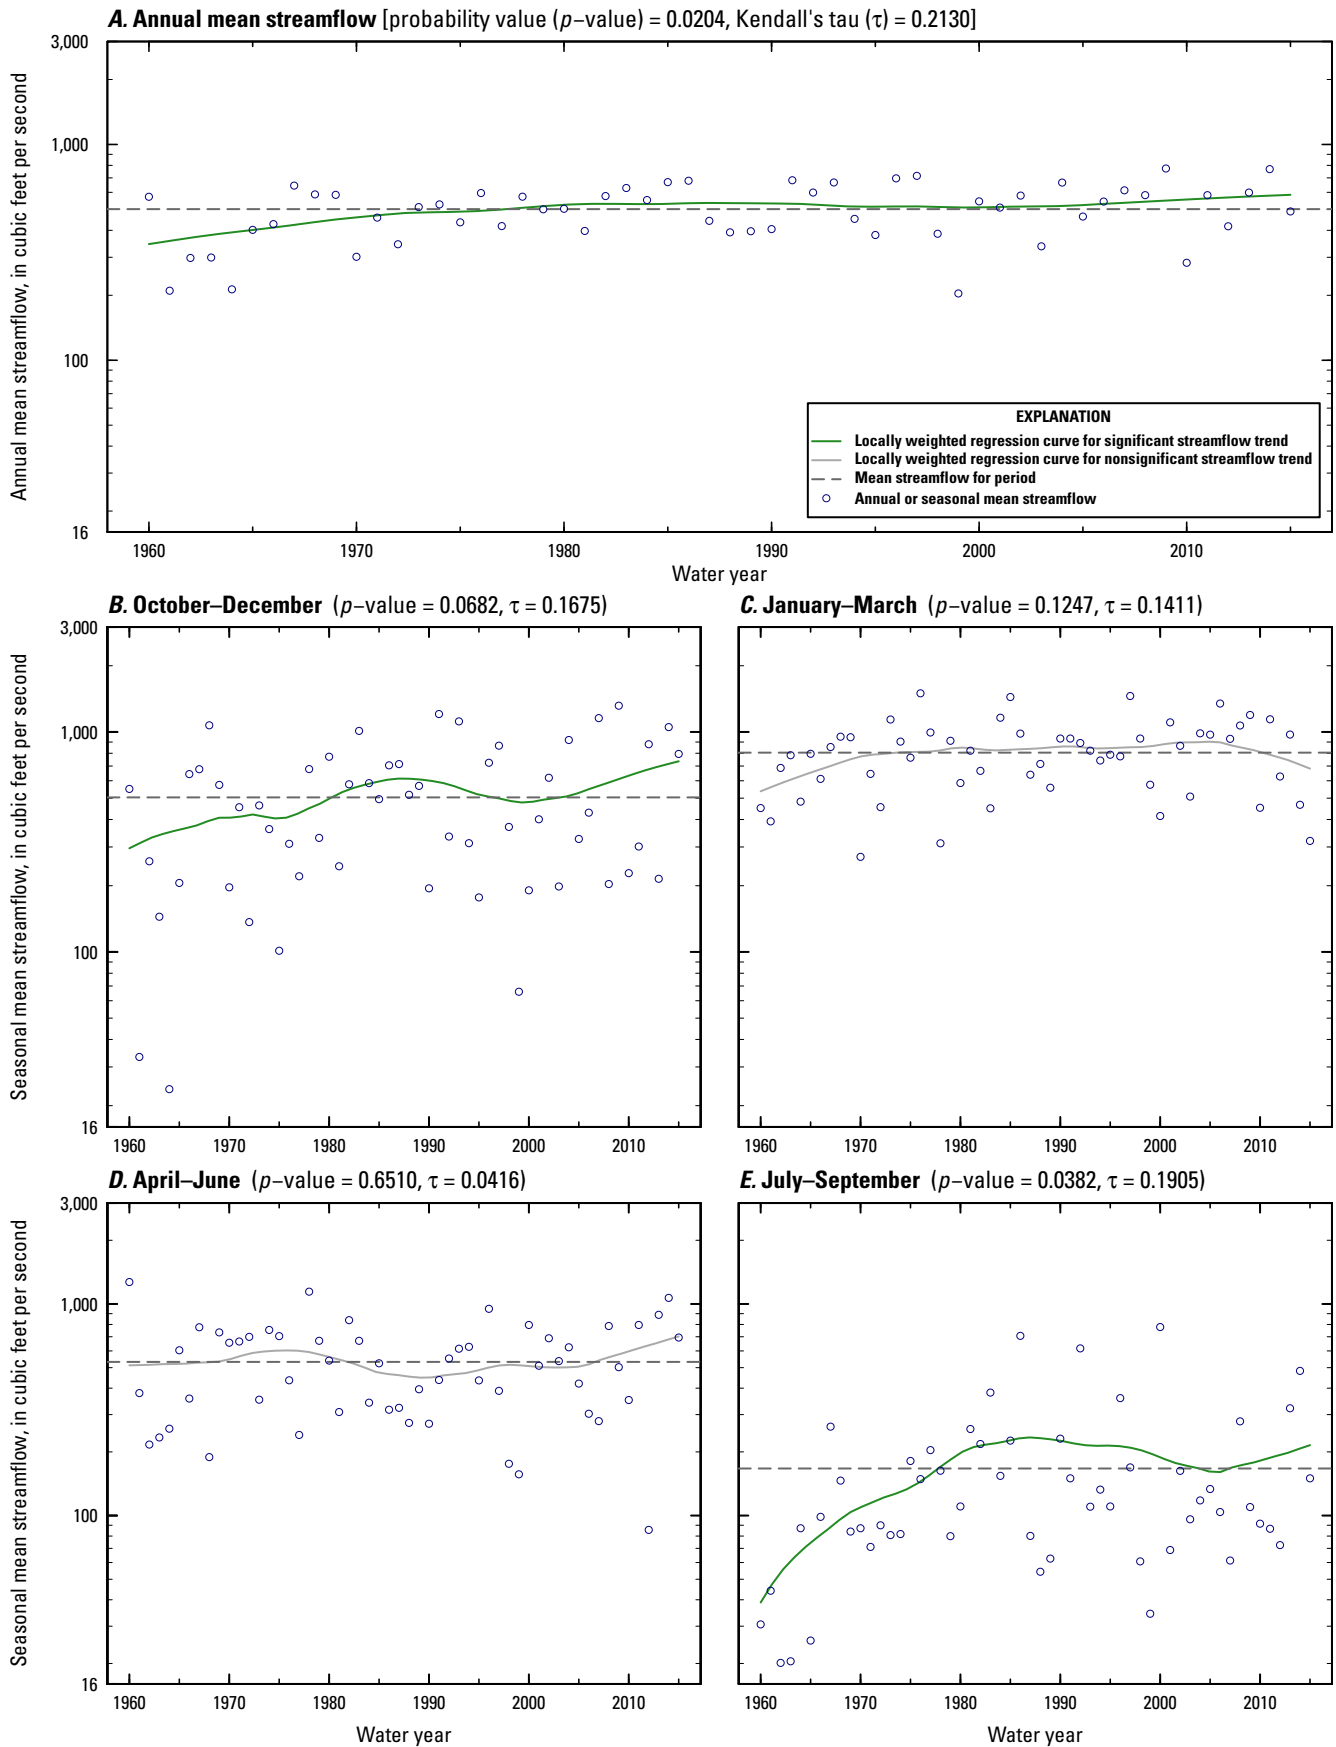 A. Annual mean streamflow [probability value (p–value) = 0.0204, Kendall's tau (τ) = 0.2130]
3,000
1,000
100
16
Annual mean streamflow, in cubic feet per second
EXPLANATION
Locally weighted regression curve for significant streamflow trend
Locally weighted regression curve for nonsignificant streamflow trend
Mean streamflow for period
Annual or seasonal mean streamflow
1960 1970 1980 1990 2000 2010
Water year
B. October–December (p–value = 0.0682, τ = 0.1675)
3,000
1,000
100
16
Seasonal mean streamflow, in cubic feet per second
1960 1970 1980 1990 2000 2010
C. January–March (p–value = 0.1247, τ = 0.1411)
1960 1970 1980 1990 2000 2010
D. April–June (p–value = 0.6510, τ = 0.0416)
3,000
1,000
100
16
Seasonal mean streamflow, in cubic feet per second
1960 1970 1980 1990 2000 2010
Water year
E. July–September (p–value = 0.0382, τ = 0.1905)
1960 1970 1980 1990 2000 2010
Water year